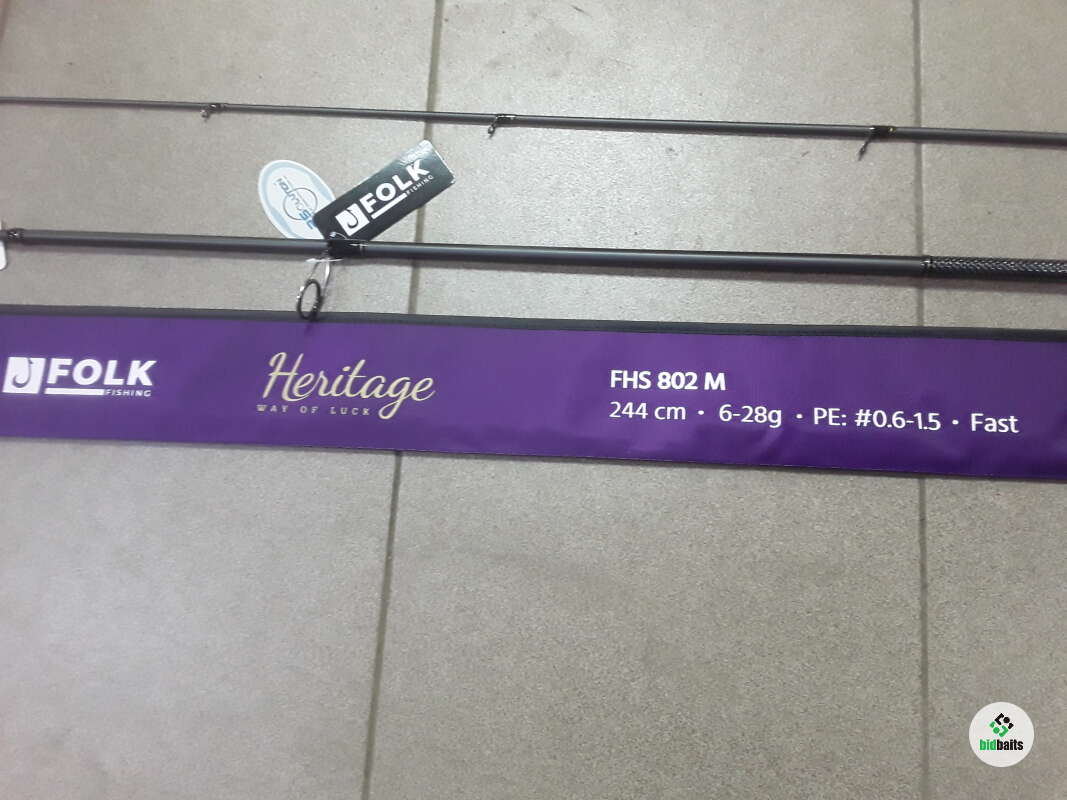 FOLK
FISHING
FOLK
FISHING
Heritage
WAY OF LUCK
FHS 802 M
244 cm • 6-28g • PE: #0.6-1.5 • Fast
bidbaits